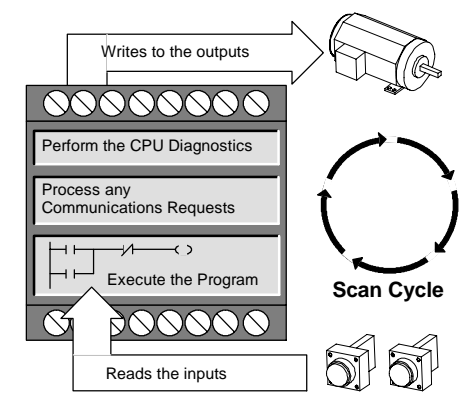 Writes to the outputs
Perform the CPU Diagnostics
Process any
Communications Requests
Execute the Program
Scan Cycle
Reads the inputs